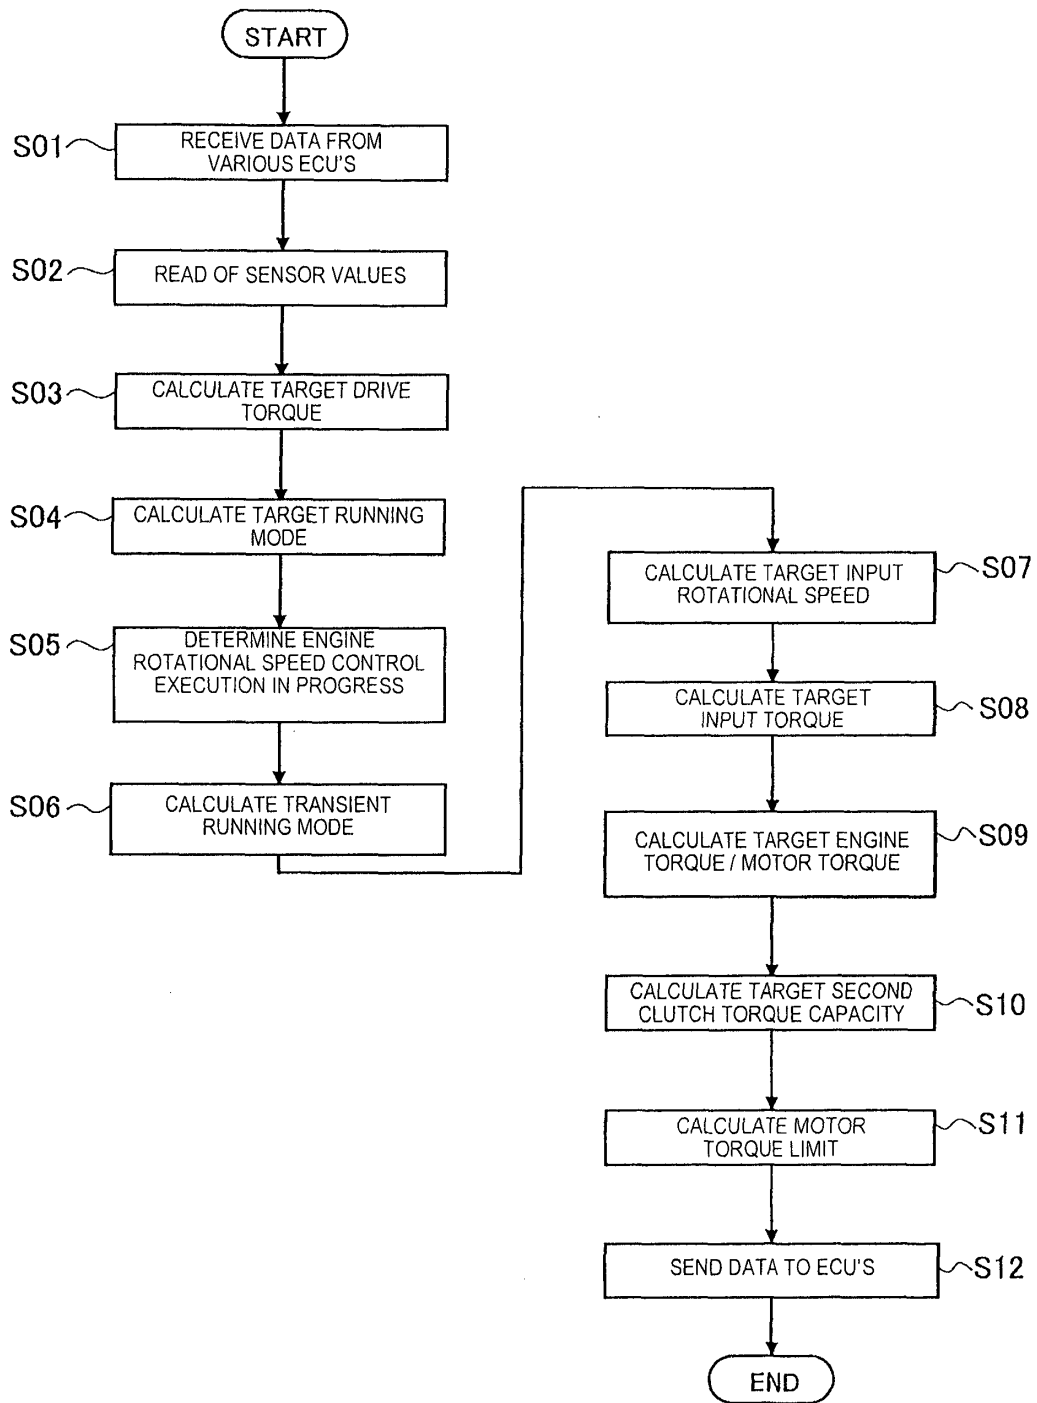 START
S01
RECEIVE DATA FROM
VARIOUS ECU'S
S02
READ OF SENSOR VALUES
S03
CALCULATE TARGET DRIVE
TORQUE
S04
CALCULATE TARGET RUNNING
MODE
S05
DETERMINE ENGINE
ROTATIONAL SPEED CONTROL
EXECUTION IN PROGRESS
S06
CALCULATE TRANSIENT
RUNNING MODE
CALCULATE TARGET INPUT
ROTATIONAL SPEED
S07
CALCULATE TARGET
INPUT TORQUE
S08
CALCULATE TARGET ENGINE
TORQUE / MOTOR TORQUE
S09
CALCULATE TARGET SECOND
CLUTCH TORQUE CAPACITY
S10
CALCULATE MOTOR
TORQUE LIMIT
S11
SEND DATA TO ECU'S
S12
END